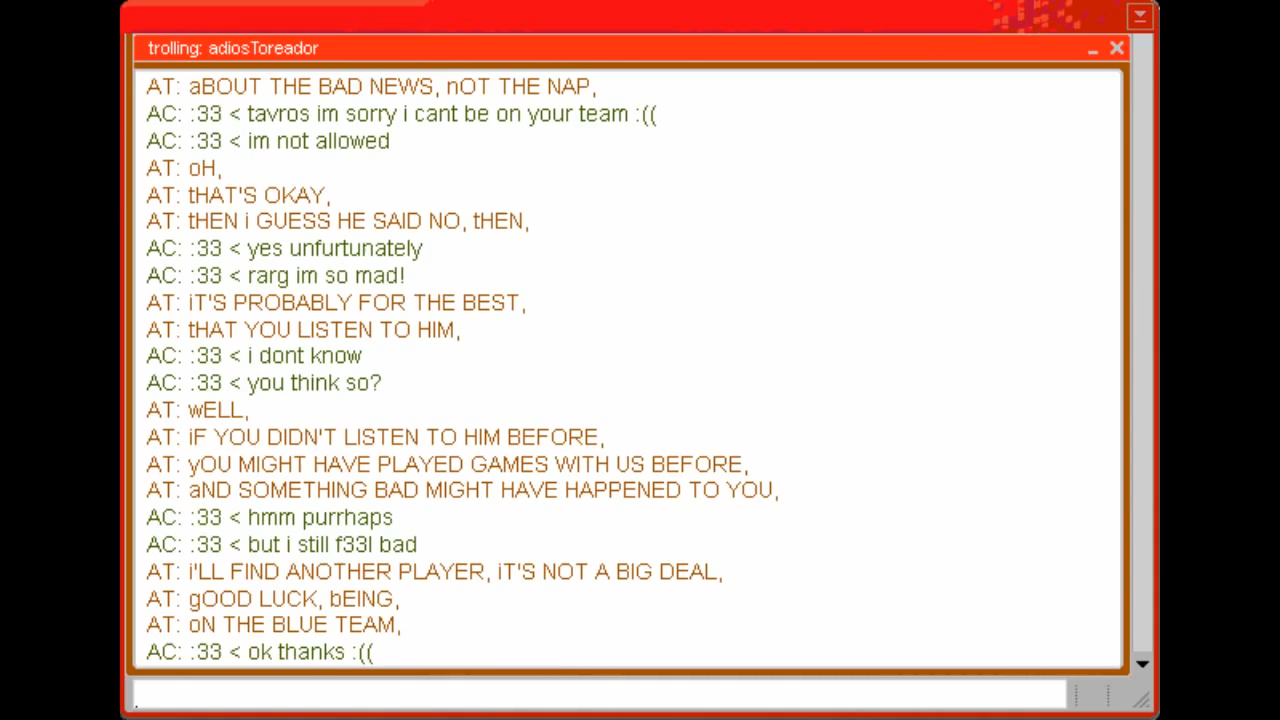 trolling: adiosToreador
AT: aBOUT THE BAD NEWS, nOT THE NAP,
AC: :33 < tavros im sorry i cant be on your team :((
AC: :33 < im not allowed
AT: oH,
AT: tHAT'S OKAY,
AT: tHEN i GUESS HE SAID NO, tHEN,
AC: :33 < yes unfurtunately
AC: :33 < rarg im so mad!
AT: iT'S PROBABLY FOR THE BEST,
AT: tHAT YOU LISTEN TO HIM,
AC: :33 < i dont know
AC: :33 < you think so?
AT: wELL,
AT: iF YOU DIDN'T LISTEN TO HIM BEFORE,
AT: yOU MIGHT HAVE PLAYED GAMES WITH US BEFORE,
AT: aND SOMETHING BAD MIGHT HAVE HAPPENED TO YOU,
AC: :33 < hmm purrhaps
AC: :33 < but i still f33l bad
AT: i'LL FIND ANOTHER PLAYER, iT'S NOT A BIG DEAL,
AT: gOOD LUCK, bEING,
AT: oN THE BLUE TEAM,
AC: :33 < ok thanks :((